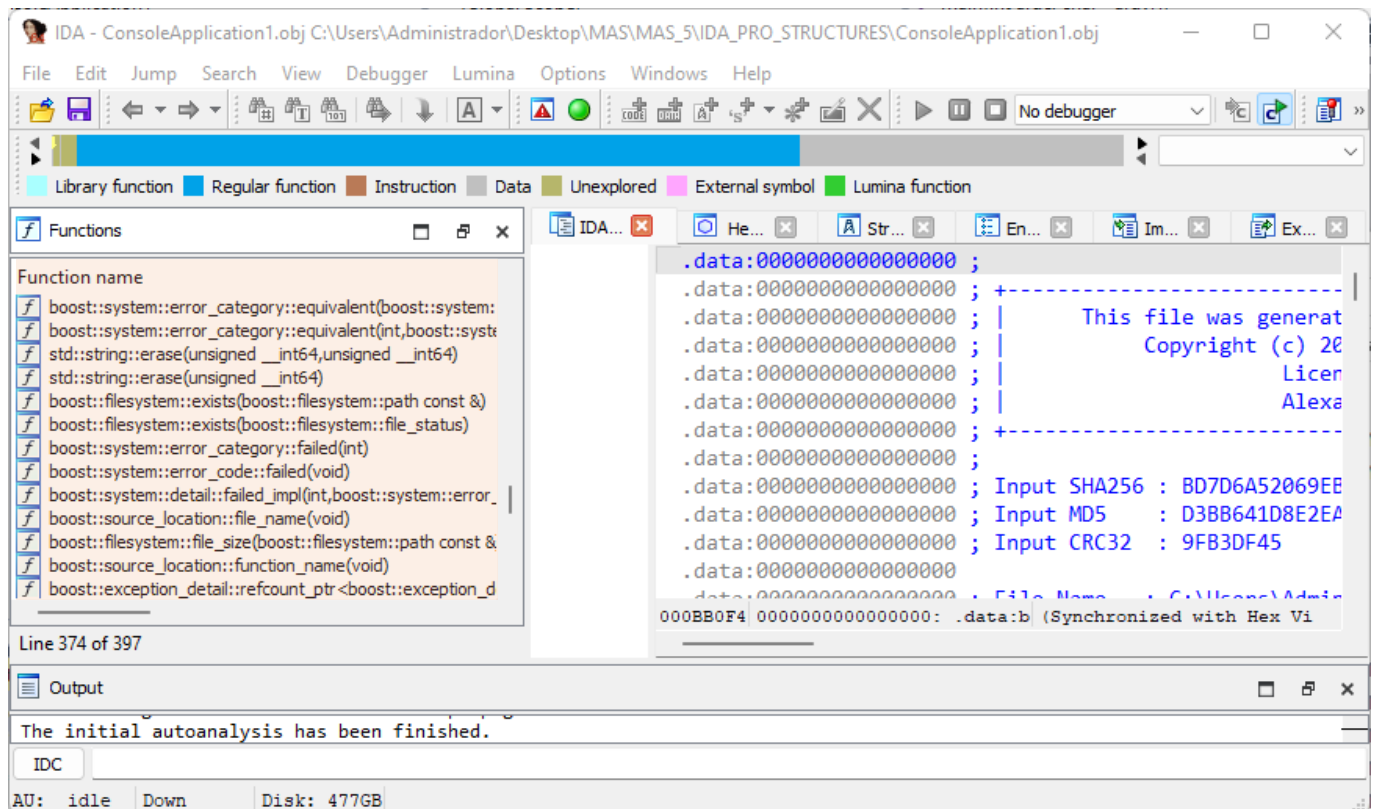 IDA - ConsoleApplication1.obj C:\Users\Administrador\Desktop\MAS\MAS_5\IDA_PRO_STRUCTURES\ConsoleApplication1.obj
File Edit Jump Search View Debugger Lumina Options Windows Help
No debugger
Library function Regular function Instruction Data Unexplored External symbol Lumina function
Functions
Function name
boost::system::error_category::equivalent(boost::system:
boost::system::error_category::equivalent(int,boost::syste
std::string::erase(unsigned __int64,unsigned __int64)
std::string::erase(unsigned __int64)
boost::filesystem::exists(boost::filesystem::path const &)
boost::filesystem::exists(boost::filesystem::file_status)
boost::system::error_category::failed(int)
boost::system::error_code::failed(void)
boost::system::detail::failed_impl(int,boost::system::error_
boost::source_location::file_name(void)
boost::filesystem::file_size(boost::filesystem::path const &
boost::source_location::function_name(void)
boost::exception_detail::refcount_ptr<boost::exception_d
Line 374 of 397
IDA... He... Str... En... Im... Ex...
.data:0000000000000000 ;
.data:0000000000000000 ; +---------------------------
.data:0000000000000000 ; | This file was generat
.data:0000000000000000 ; | Copyright (c) 20
.data:0000000000000000 ; | Licen
.data:0000000000000000 ; | Alexa
.data:0000000000000000 ; +---------------------------
.data:0000000000000000 ;
.data:0000000000000000 ; Input SHA256 : BD7D6A52069EB
.data:0000000000000000 ; Input MD5 : D3BB641D8E2EA
.data:0000000000000000 ; Input CRC32 : 9FB3DF45
.data:0000000000000000
.data:0000000000000000 ; File Name : C:\Users\Admin
000BB0F4 0000000000000000: .data:b (Synchronized with Hex Vi
Output
The initial autoanalysis has been finished.
IDC
AU: idle Down Disk: 477GB